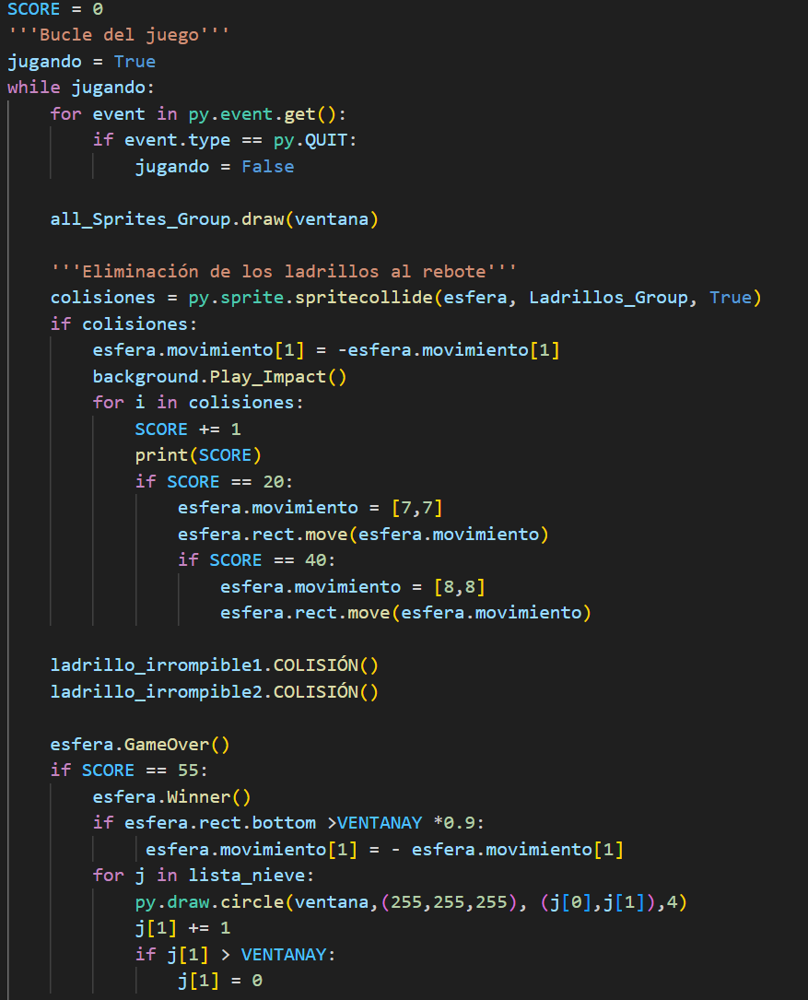 SCORE = 0
'''Bucle del juego'''
jugando = True
while jugando:
    for event in py.event.get():
        if event.type == py.QUIT:
            jugando = False

    all_Sprites_Group.draw(ventana)

    '''Eliminación de los ladrillos al rebote'''
    colisiones = py.sprite.spritecollide(esfera, Ladrillos_Group, True)
    if colisiones:
        esfera.movimiento[1] = -esfera.movimiento[1]
        background.Play_Impact()
        for i in colisiones:
            SCORE += 1
            print(SCORE)
            if SCORE == 20:
                esfera.movimiento = [7,7]
                esfera.rect.move(esfera.movimiento)
                if SCORE == 40:
                    esfera.movimiento = [8,8]
                    esfera.rect.move(esfera.movimiento)

    ladrillo_irrompible1.COLISIÓN()
    ladrillo_irrompible2.COLISIÓN()

    esfera.GameOver()
    if SCORE == 55:
        esfera.Winner()
        if esfera.rect.bottom >VENTANAY *0.9:
             esfera.movimiento[1] = - esfera.movimiento[1]
        for j in lista_nieve:
            py.draw.circle(ventana,(255,255,255), (j[0],j[1]),4)
            j[1] += 1
            if j[1] > VENTANAY:
                j[1] = 0